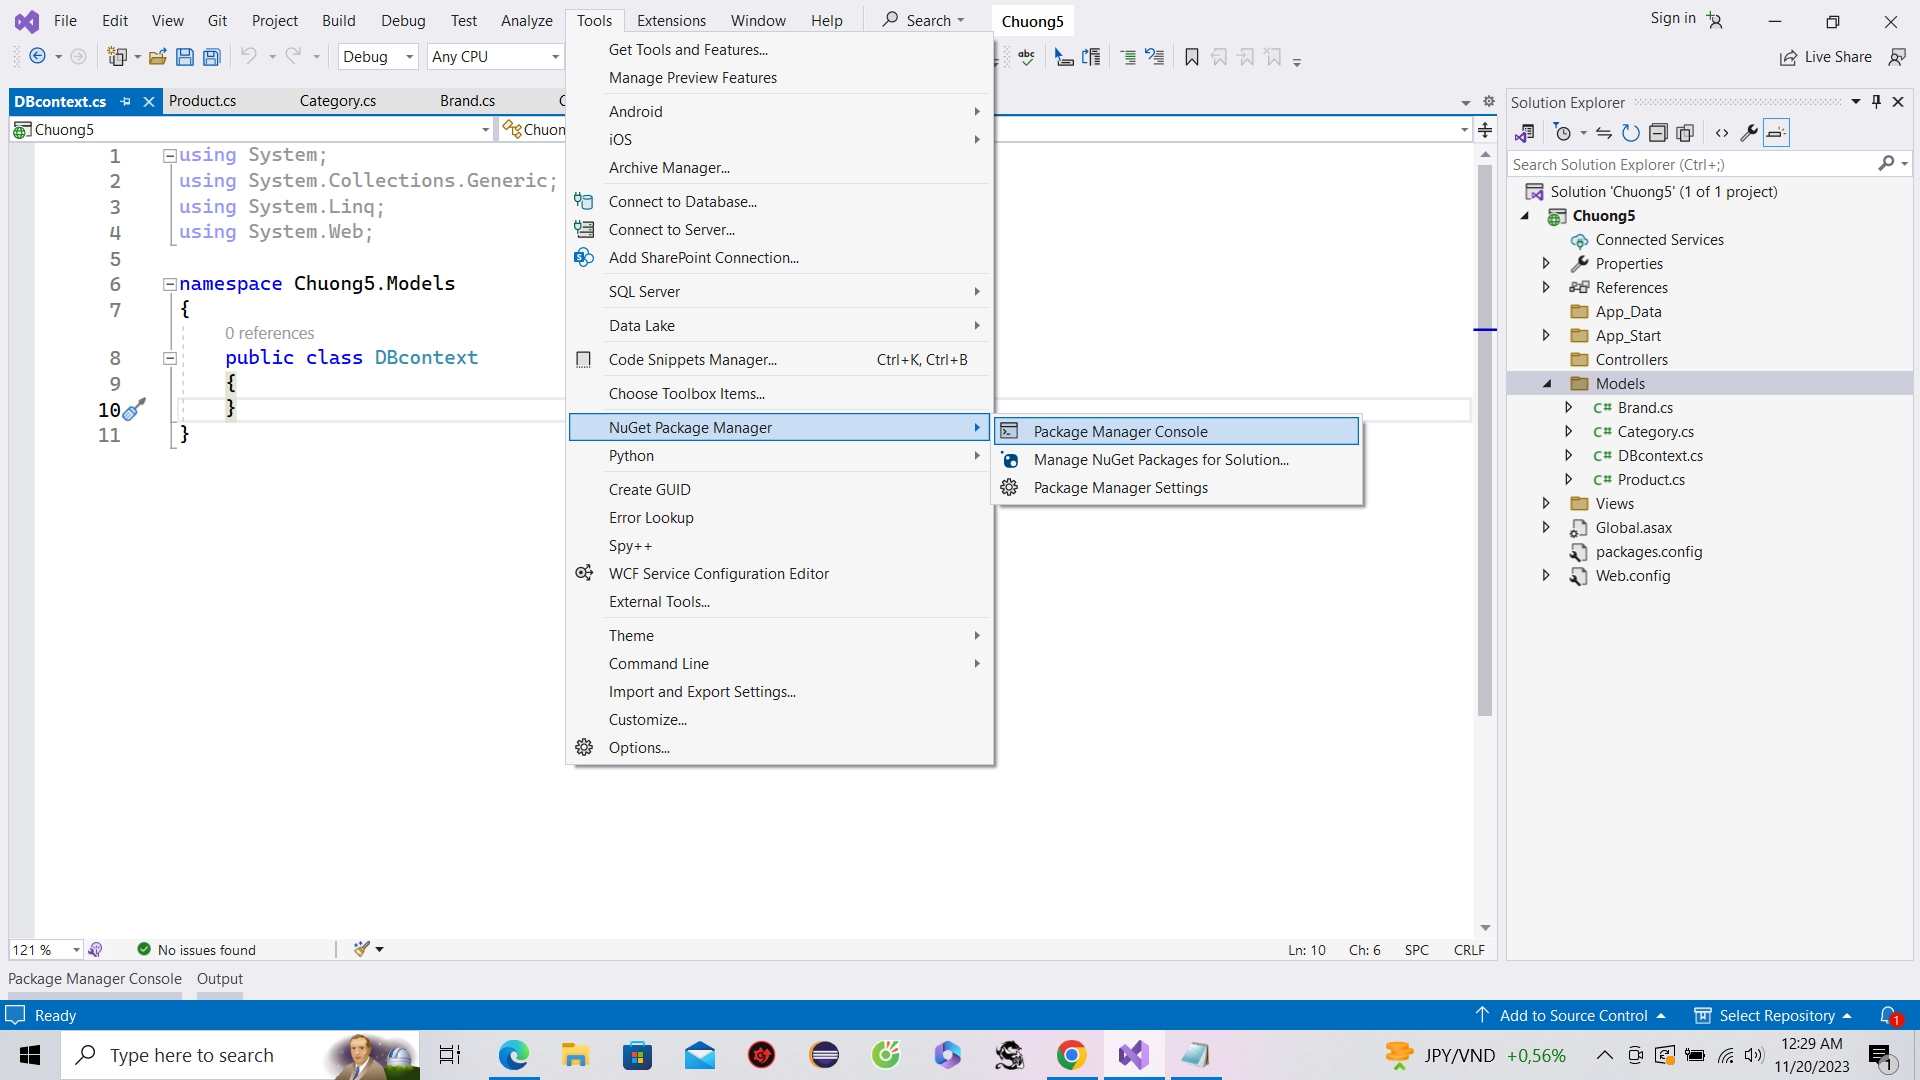 File Edit View Git Project Build Debug Test Analyze Tools Extensions Window Help Search Chuong5 Sign in
Debug Any CPU abc Live Share
DBcontext.cs Product.cs Category.cs Brand.cs
Chuong5
1 using System;
2 using System.Collections.Generic;
3 using System.Linq;
4 using System.Web;
5
6 namespace Chuong5.Models
7 {
0 references
8 public class DBcontext
9 {
10 }
11 }
Get Tools and Features...
Manage Preview Features
Android
iOS
Archive Manager...
Connect to Database...
Connect to Server...
Add SharePoint Connection...
SQL Server
Data Lake
Code Snippets Manager... Ctrl+K, Ctrl+B
Choose Toolbox Items...
NuGet Package Manager
Python
Create GUID
Error Lookup
Spy++
WCF Service Configuration Editor
External Tools...
Theme
Command Line
Import and Export Settings...
Customize...
Options...
Package Manager Console
Manage NuGet Packages for Solution...
Package Manager Settings
Solution Explorer
Search Solution Explorer (Ctrl+;)
Solution 'Chuong5' (1 of 1 project)
Chuong5
Connected Services
Properties
References
App_Data
App_Start
Controllers
Models
C# Brand.cs
C# Category.cs
C# DBcontext.cs
C# Product.cs
Views
Global.asax
packages.config
Web.config
121 % No issues found Ln: 10 Ch: 6 SPC CRLF
Package Manager Console Output
Ready Add to Source Control Select Repository 1
Type here to search JPY/VND +0,56% 12:29 AM
11/20/2023 1